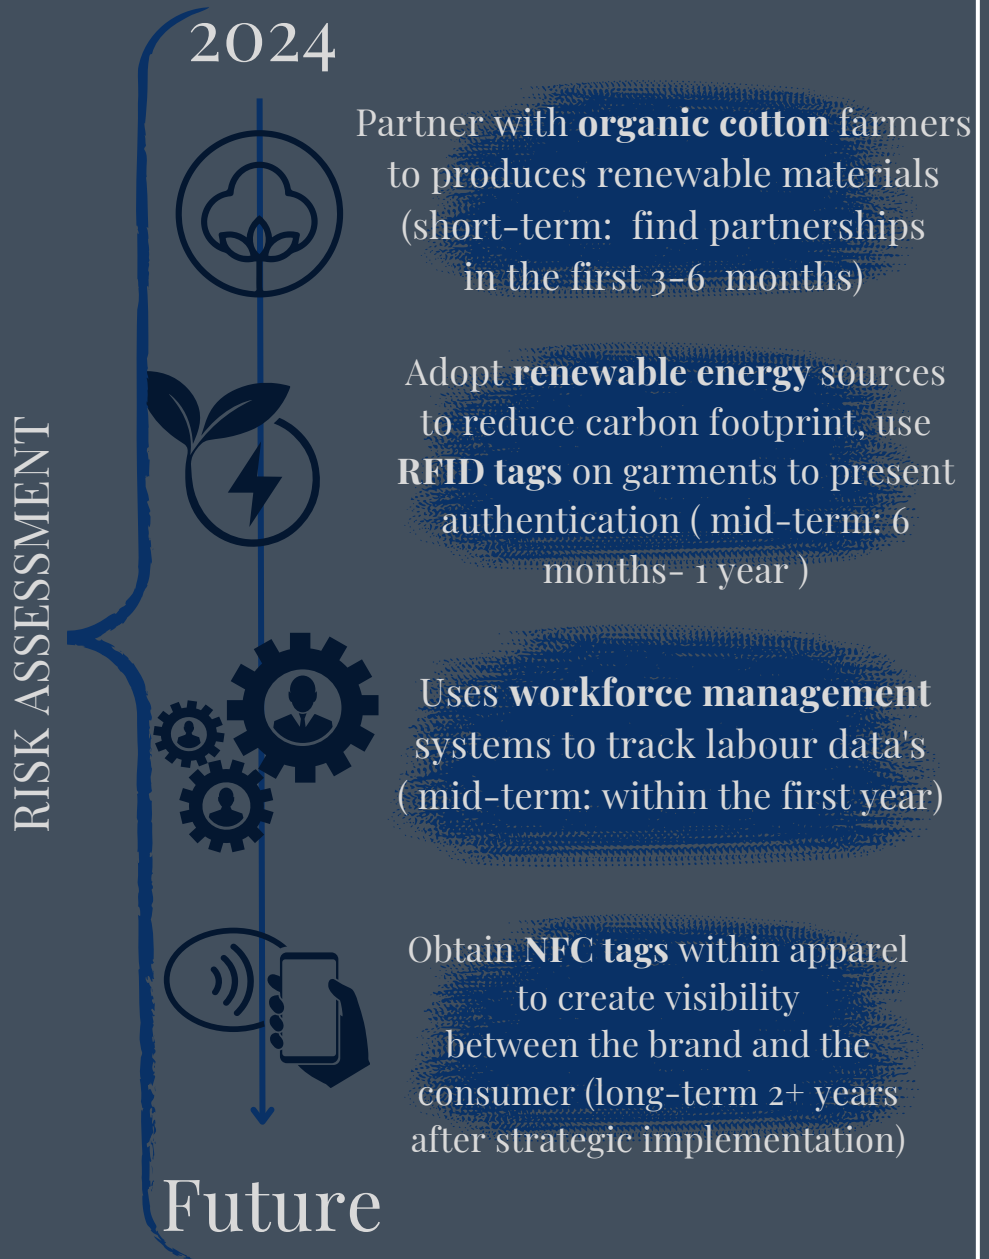 2024
RISK ASSESSMENT
Partner with organic cotton farmers
to produces renewable materials
(short-term: find partnerships
in the first 3-6 months)
Adopt renewable energy sources
to reduce carbon footprint, use
RFID tags on garments to present
authentication ( mid-term: 6
months- 1 year )
Uses workforce management
systems to track labour data's
( mid-term: within the first year)
Obtain NFC tags within apparel
to create visibility
between the brand and the
consumer (long-term 2+ years
after strategic implementation)
Future